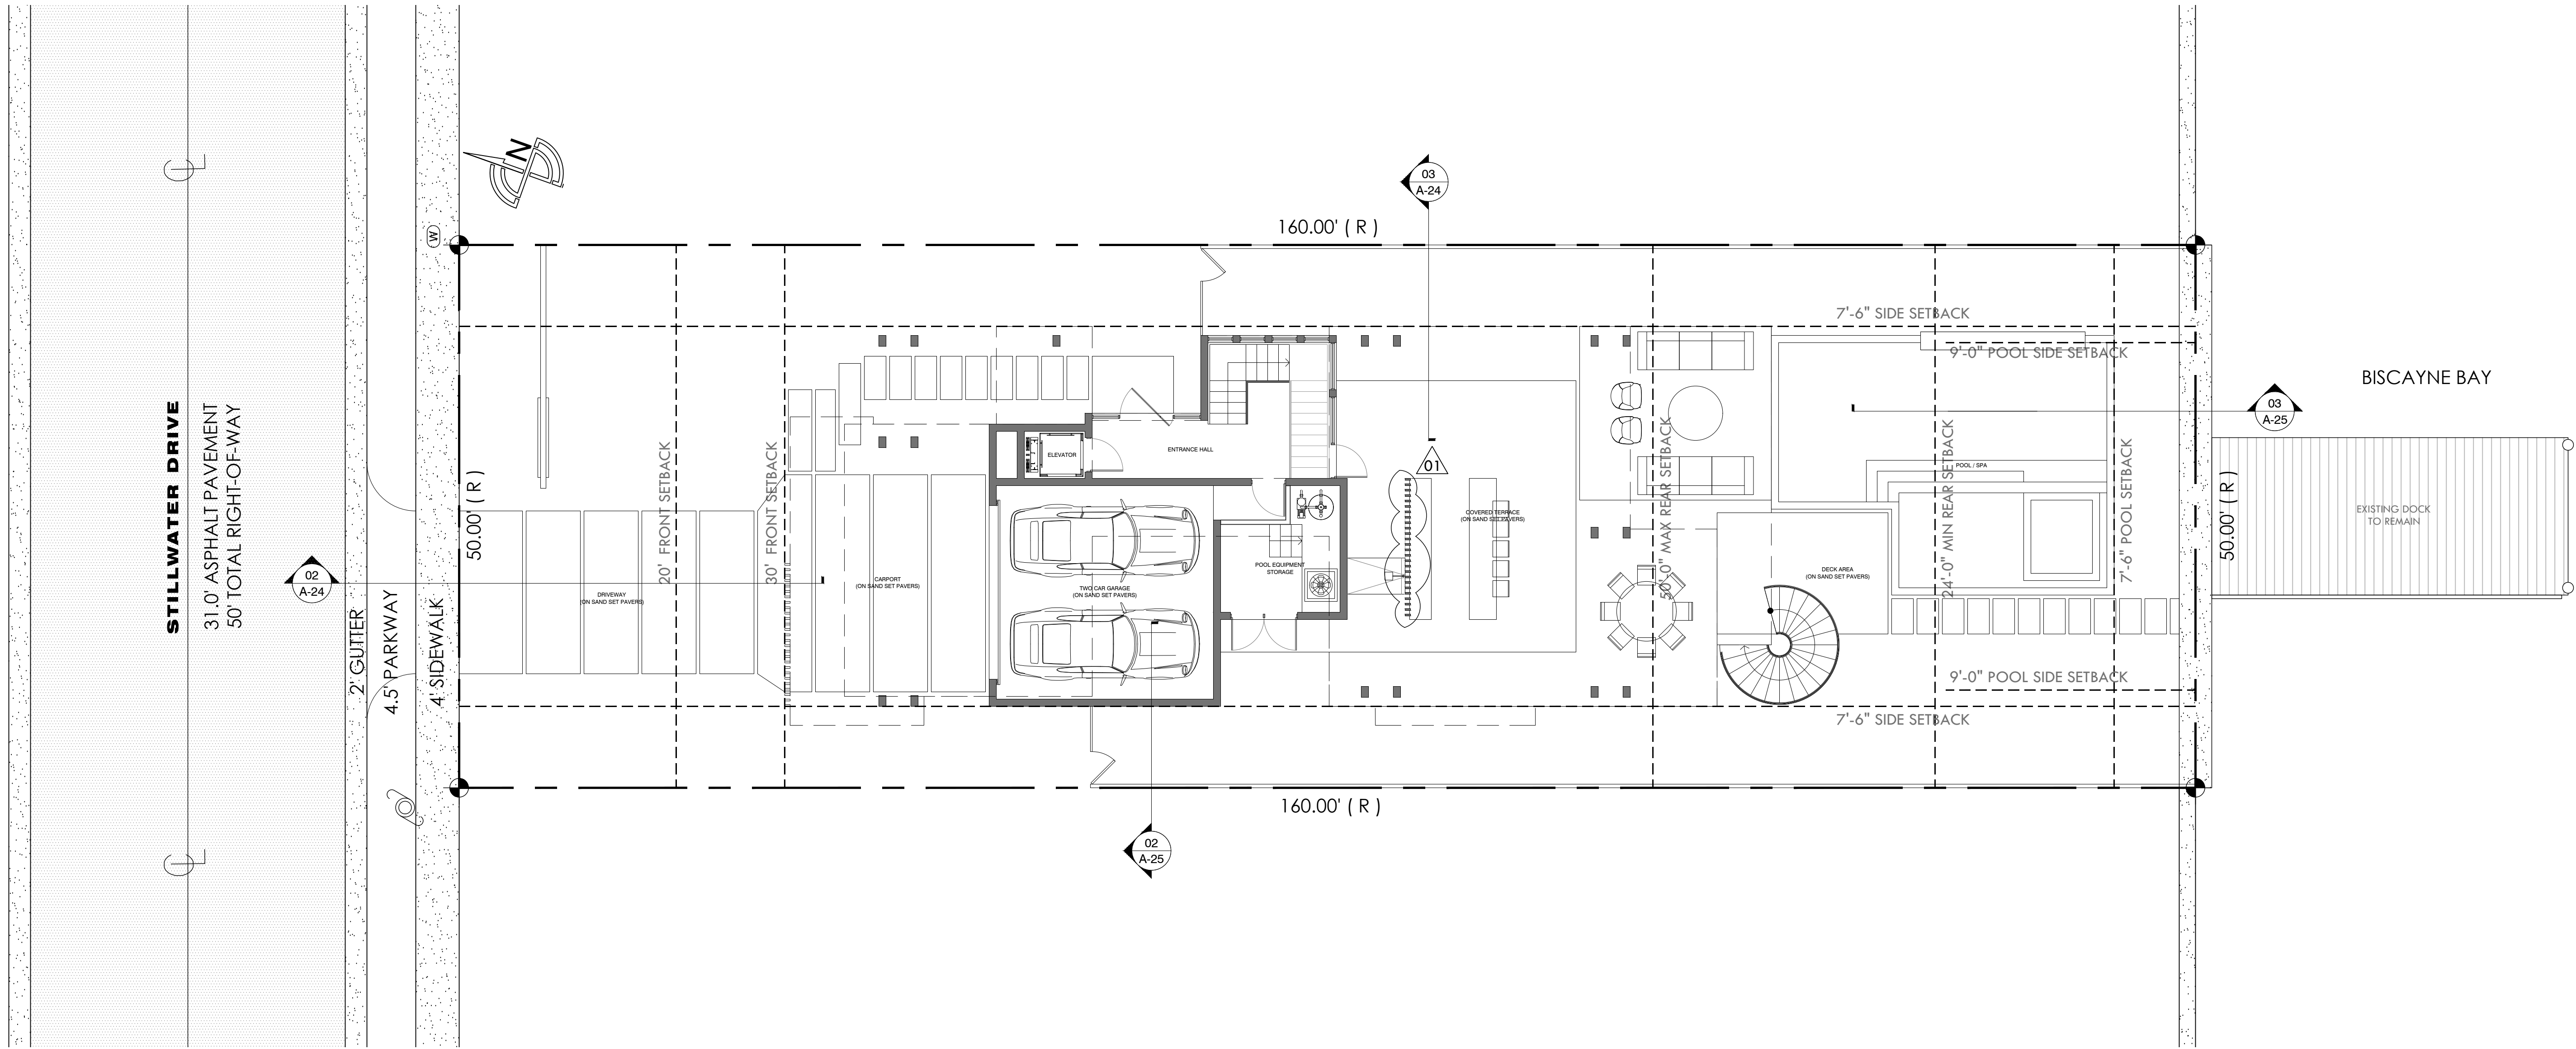 STILLWATER DRIVE
31.0' ASPHALT PAVEMENT
50' TOTAL RIGHT-OF-WAY
2' GUTTER
4.5' PARKWAY
4' SIDEWALK
02
A-24
N
W
50.00' ( R )
160.00' ( R )
03
A-24
20' FRONT SETBACK
30' FRONT SETBACK
DRIVEWAY
(ON SAND SET PAVERS)
CARPORT
(ON SAND SET PAVERS)
ELEVATOR
ENTRANCE HALL
TWO CAR GARAGE
(ON SAND SET PAVERS)
POOL EQUIPMENT
STORAGE
01
COVERED TERRACE
(ON SAND SET PAVERS)
50'-0" MAX REAR SETBACK
7'-6" SIDE SETBACK
9'-0" POOL SIDE SETBACK
POOL / SPA
24'-0" MIN REAR SETBACK
7'-6" POOL SETBACK
DECK AREA
(ON SAND SET PAVERS)
9'-0" POOL SIDE SETBACK
7'-6" SIDE SETBACK
50.00' ( R )
BISCAYNE BAY
03
A-25
EXISTING DOCK
TO REMAIN
160.00' ( R )
02
A-25